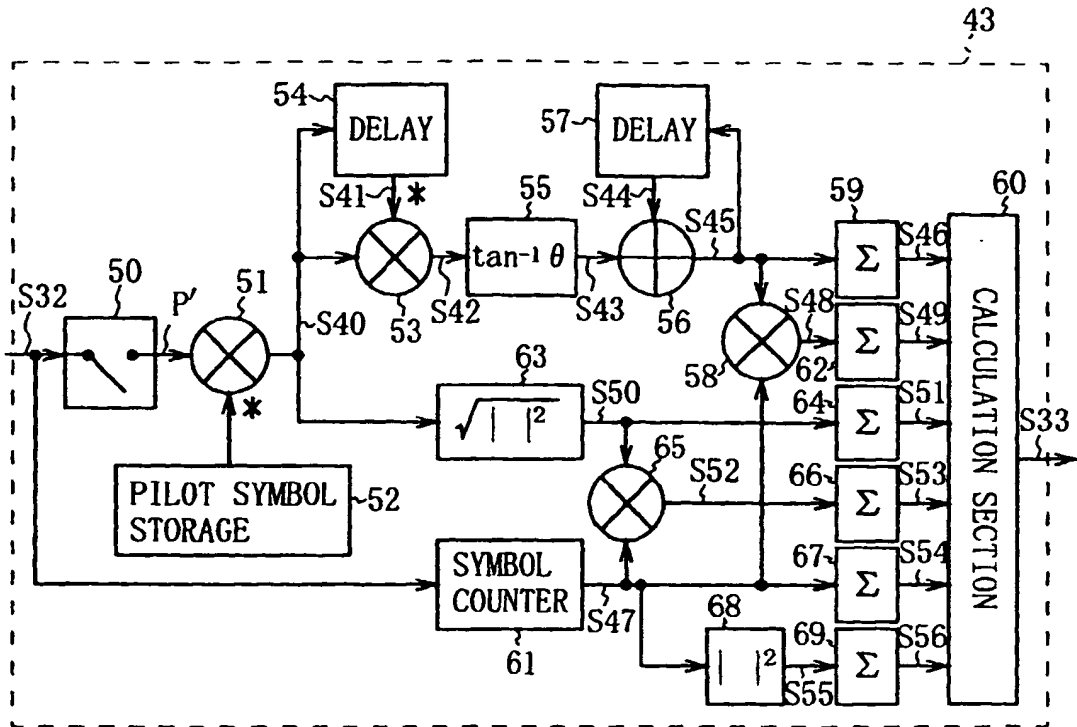 43
54
DELAY
57
DELAY
S41
*
S44
55
59
60
50
51
S32
P'
tan⁻¹ θ
S45
Σ
S46
S40
53
S42
S43
56
S48
58
62
Σ
S49
63
√| |²
S50
64
Σ
S51
CALCULATION SECTION
S33
*
65
S52
66
Σ
S53
PILOT SYMBOL
STORAGE
52
SYMBOL
COUNTER
S47
61
67
Σ
S54
68
| |²
S55
69
Σ
S56